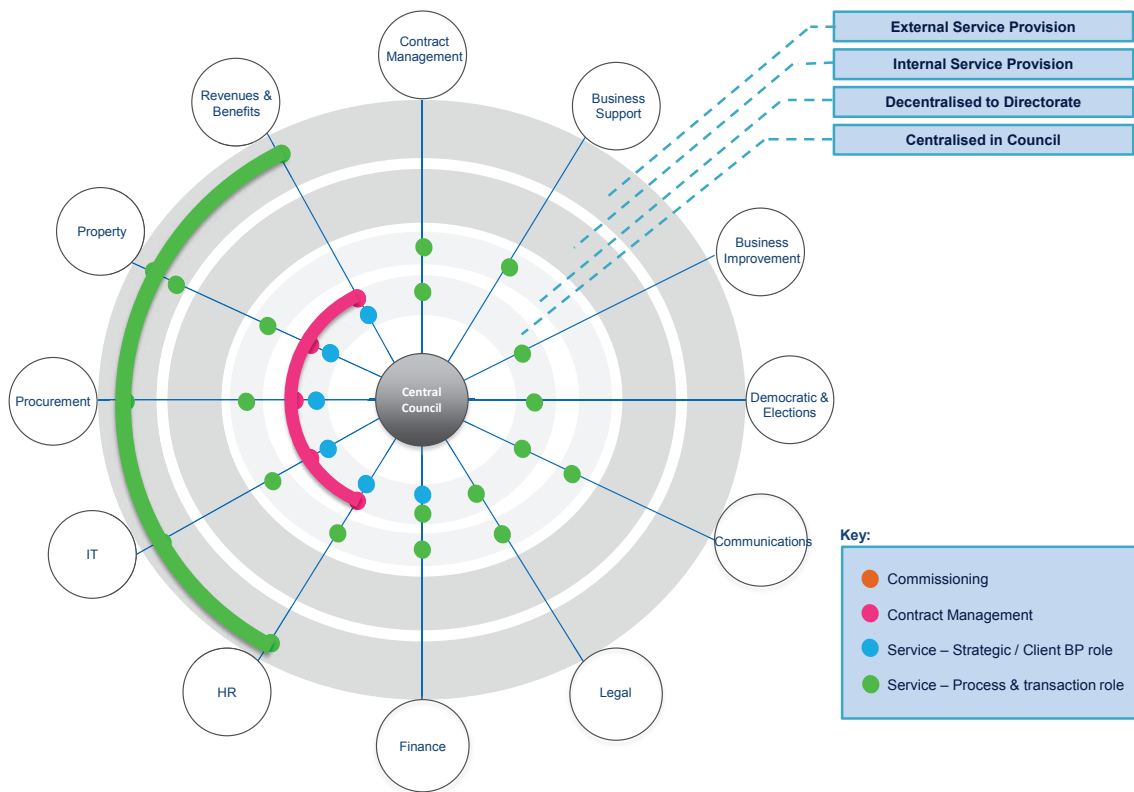 External Service Provision
Internal Service Provision
Decentralised to Directorate
Centralised in Council
Contract
Management
Revenues &
Benefits
Business
Support
Property
Business
Improvement
Procurement
Central
Council
Democratic &
Elections
IT
Communications
HR
Legal
Finance
Key:
Commissioning
Contract Management
Service – Strategic / Client BP role
Service – Process & transaction role